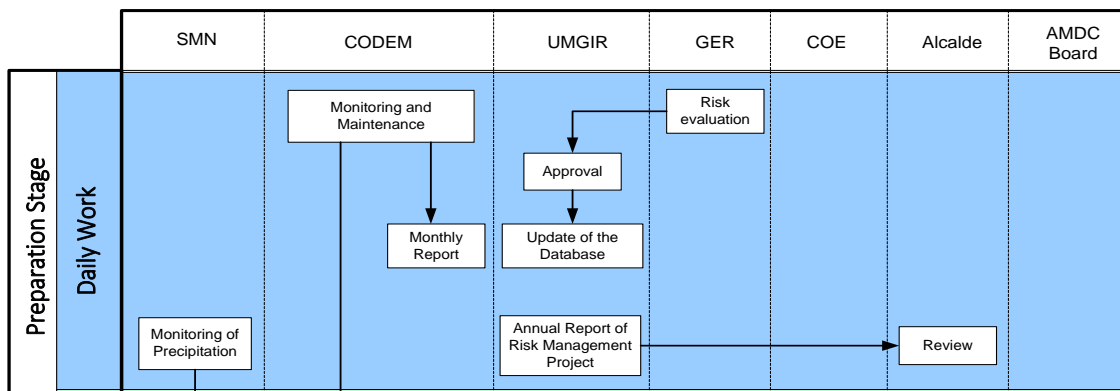 SMN
CODEM
UMGIR
GER
COE
Alcalde
AMDC
Board
Preparation Stage
Daily Work
Monitoring and
Maintenance
Risk
evaluation
Approval
Monthly
Report
Update of the
Database
Monitoring of
Precipitation
Annual Report of
Risk Management
Project
Review